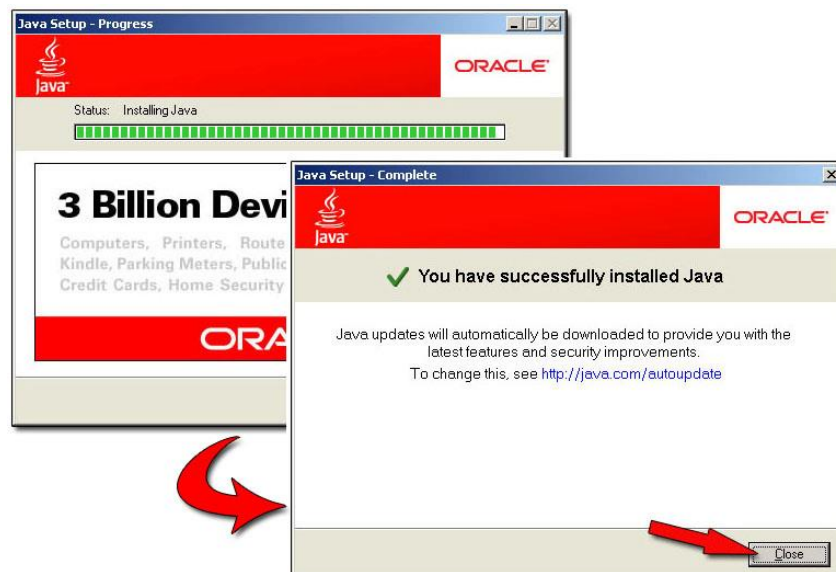 Java Setup - Progress
Java
ORACLE
Status: Installing Java
3 Billion Devi
Computers, Printers, Route
Kindle, Parking Meters, Public
Credit Cards, Home Security
ORA
Java Setup - Complete
Java
ORACLE
You have successfully installed Java
Java updates will automatically be downloaded to provide you with the
latest features and security improvements.
To change this, see http://java.com/autoupdate
Close